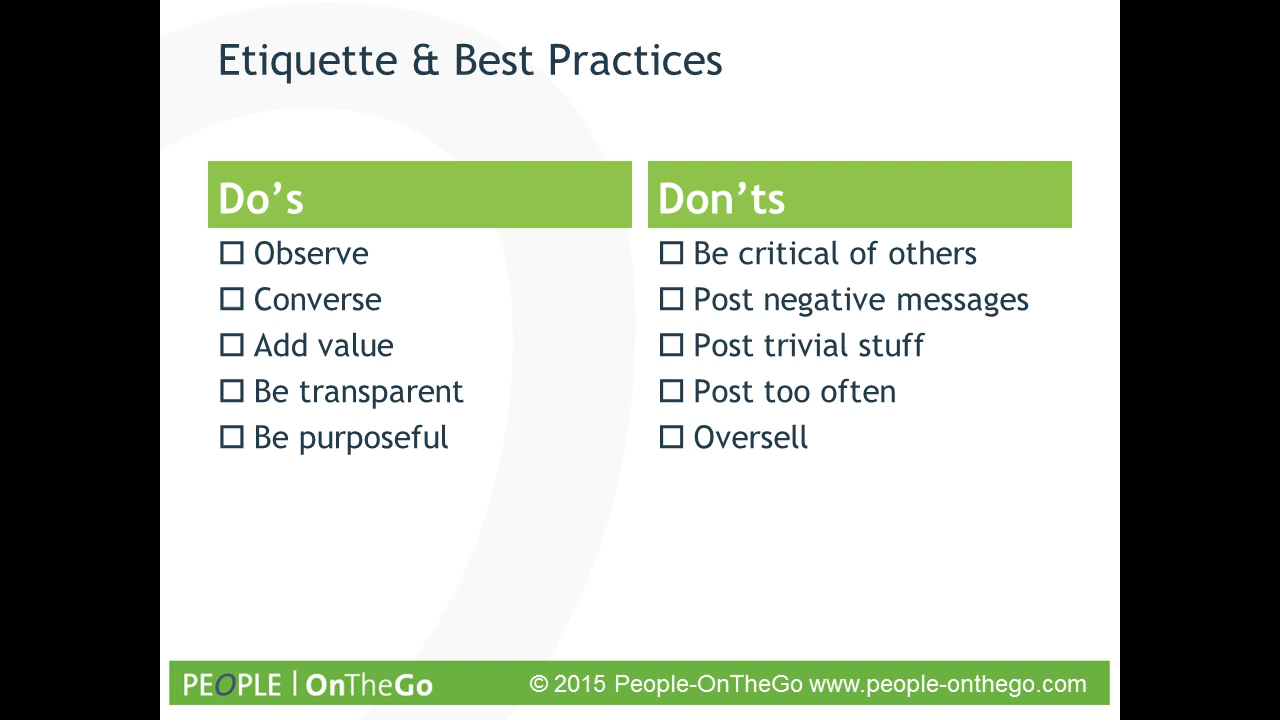 Etiquette & Best Practices
Do’s
Observe
Converse
Add value
Be transparent
Be purposeful
Don’ts
Be critical of others
Post negative messages
Post trivial stuff
Post too often
Oversell
PEOPLE | OnTheGo
© 2015 People-OnTheGo www.people-onthego.com